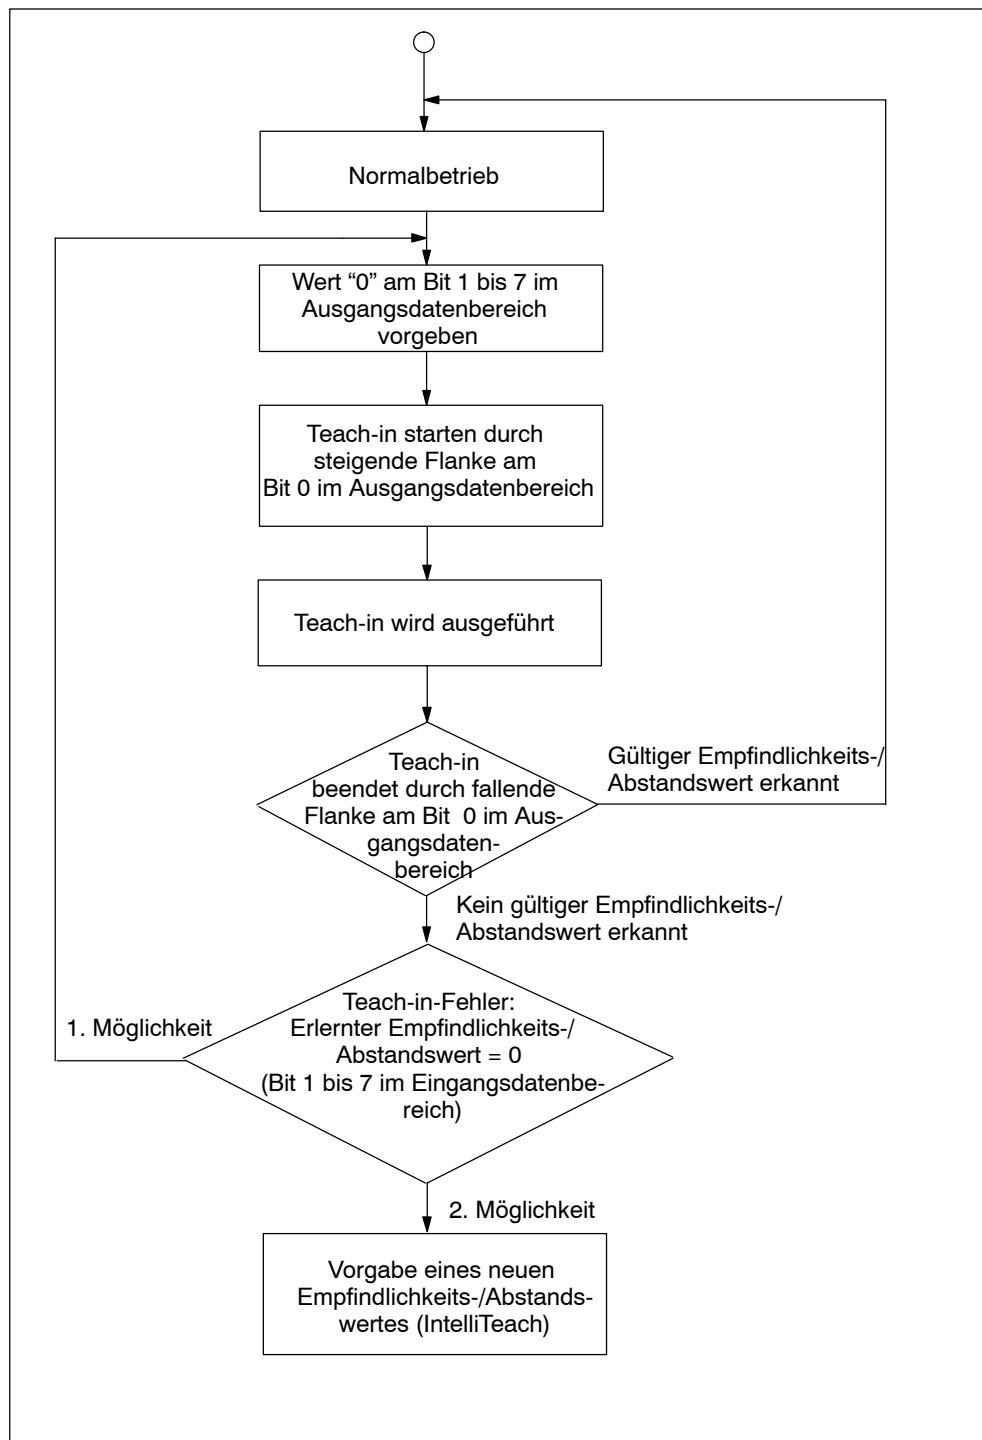 Normalbetrieb
Wert “0” am Bit 1 bis 7 im
Ausgangsdatenbereich
vorgeben
Teach-in starten durch
steigende Flanke am
Bit 0 im Ausgangsdatenbereich
Teach-in wird ausgeführt
Teach-in
beendet durch fallende
Flanke am Bit 0 im Aus-
gangsdaten-
bereich
Gültiger Empfindlichkeits-/
Abstandswert erkannt
Kein gültiger Empfindlichkeits-/
Abstandswert erkannt
Teach-in-Fehler:
Erlernter Empfindlichkeits-/
Abstandswert = 0
(Bit 1 bis 7 im Eingangsdatenbe-
reich)
1. Möglichkeit
2. Möglichkeit
Vorgabe eines neuen
Empfindlichkeits-/Abstands-
wertes (IntelliTeach)